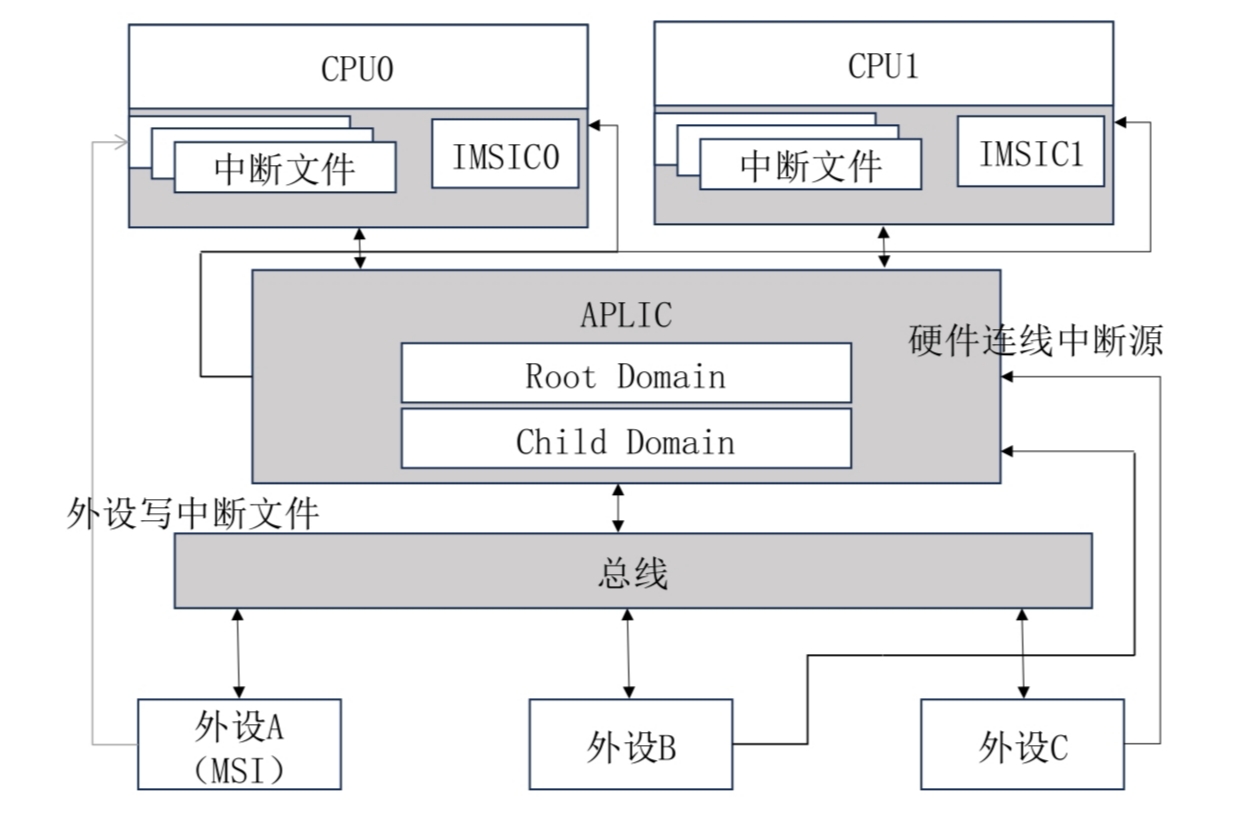 CPU0
CPU1
中断文件
IMSIC0
中断文件
IMSIC1
APLIC
硬件连线中断源
Root Domain
Child Domain
外设写中断文件
总线
外设A
（MSI）
外设B
外设C